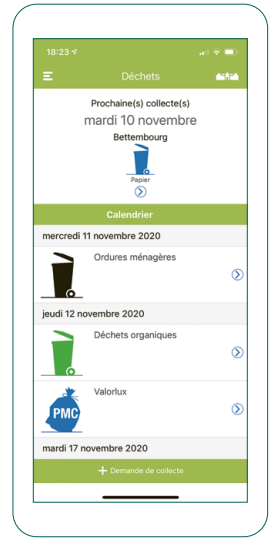 18:23
Déchets
Prochaine(s) collecte(s)
mardi 10 novembre
Bettembourg
Papier
Calendrier
mercredi 11 novembre 2020
Ordures ménagères
jeudi 12 novembre 2020
Déchets organiques
Valorlux
PMC
mardi 17 novembre 2020
+ Demande de collecte